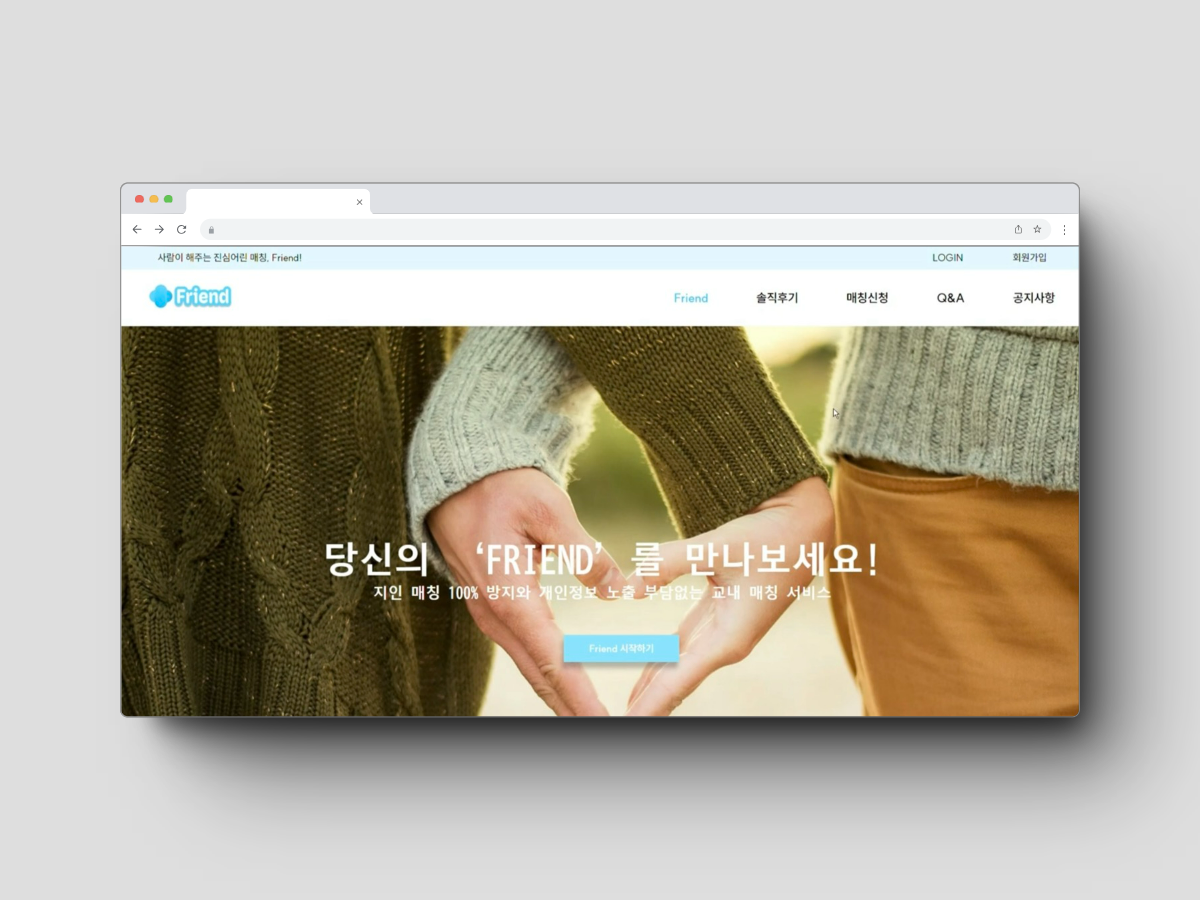 사람이 해주는 진심어린 매칭, Friend!
LOGIN 회원가입
Friend
Friend 솔직후기 매칭신청 Q&A 공지사항
당신의 ‘FRIEND’ 를 만나보세요!
지인 매칭 100% 방지와 개인정보 노출 부담없는 교내 매칭 서비스
Friend 시작하기